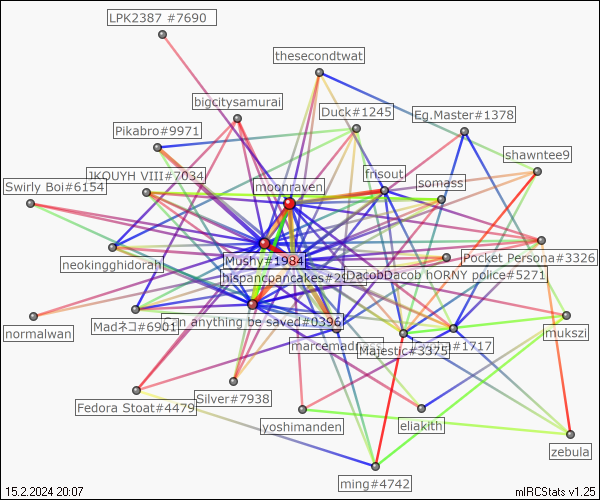 LPK2387 #7690
thesecondtwat
bigcitysamurai
Duck#1245
Eg.Master#1378
Pikabro#9971
shawntee9
JKOUYH VIII#7034
frisout
somass
Swirly Boi#6154
moonraven
Mushy#1984
Pocket Persona#3326
neokingghidorah
hispancpancakes#2
DacobDacob
hORNY police#5271
normalwan
Madネコ#6901
anything be saved#0396
mukszi
marcemad
Majestic#3375
#1717
Fedora Stoat#4479
Silver#7938
yoshimanden
eliakith
zebula
ming#4742
15.2.2024 20:07
mIRCStats v1.25